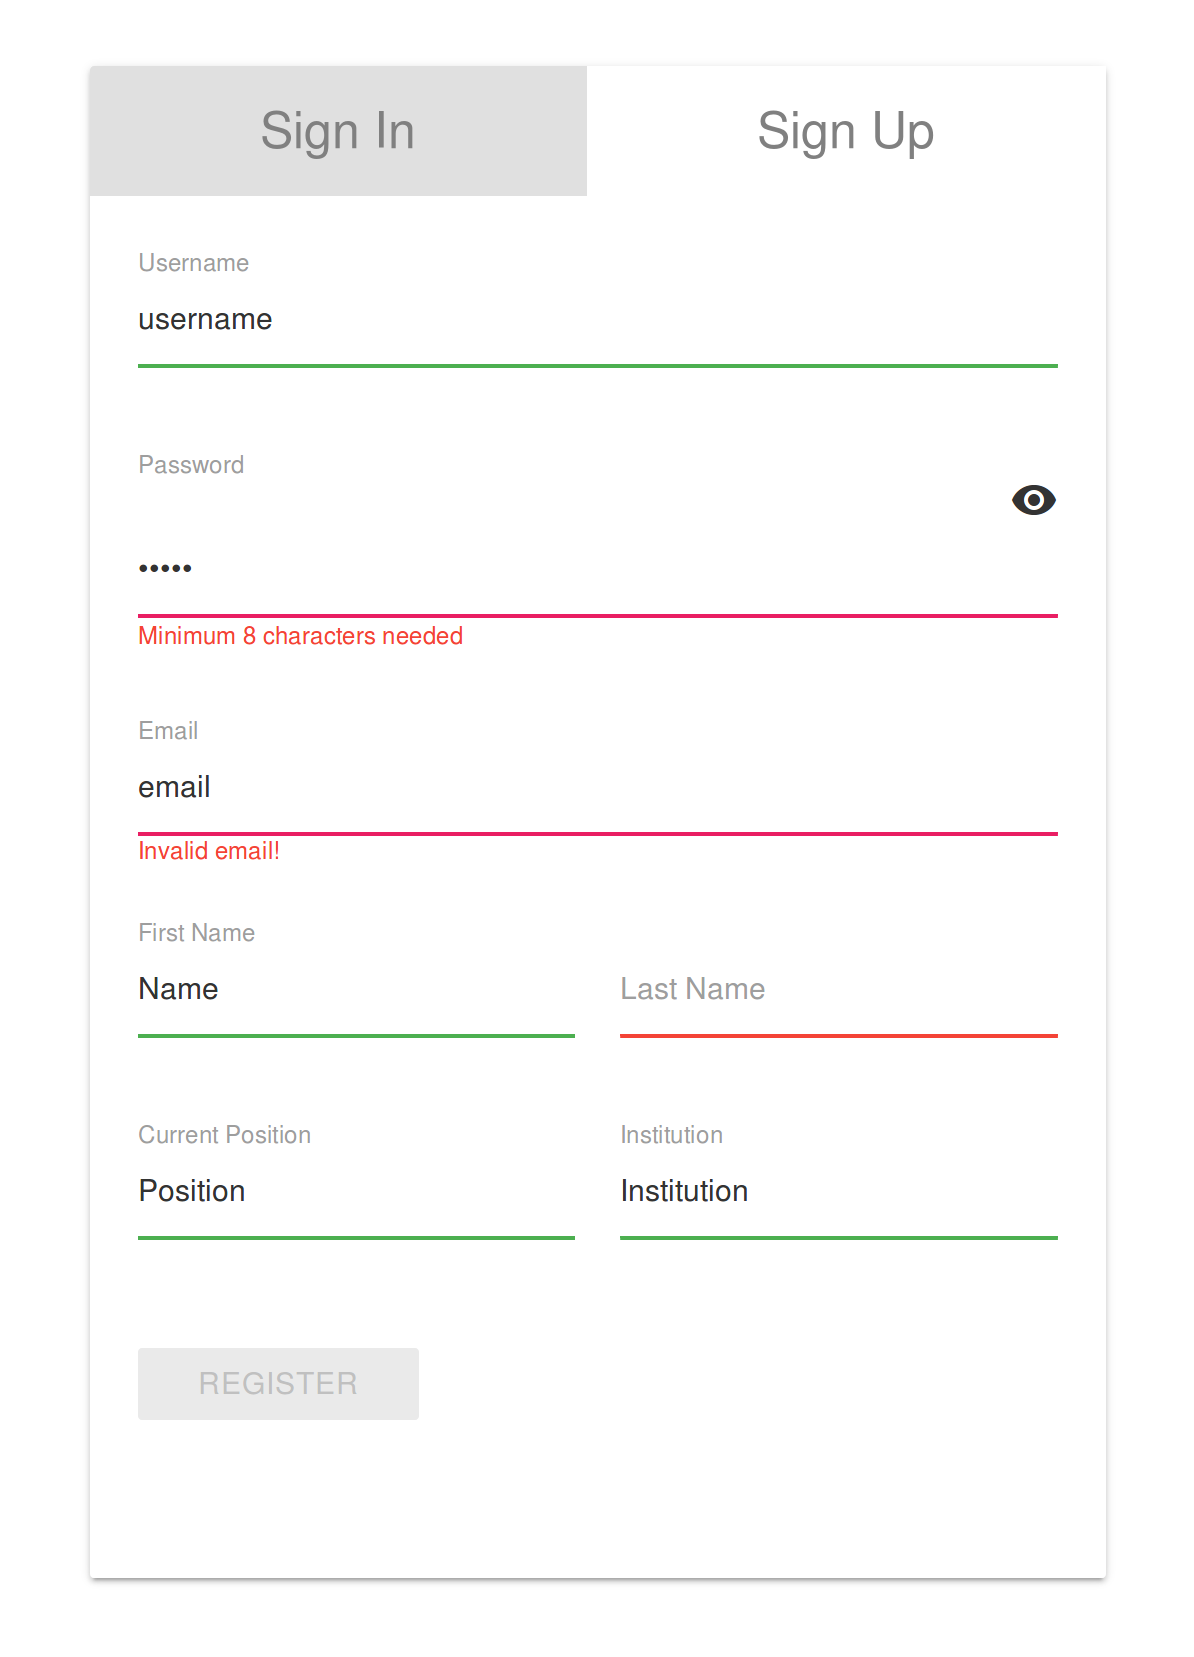 Sign In
Sign Up
Username
username
Password
•••••
Minimum 8 characters needed
Email
email
Invalid email!
First Name
Name
Last Name
Current Position
Position
Institution
Institution
REGISTER